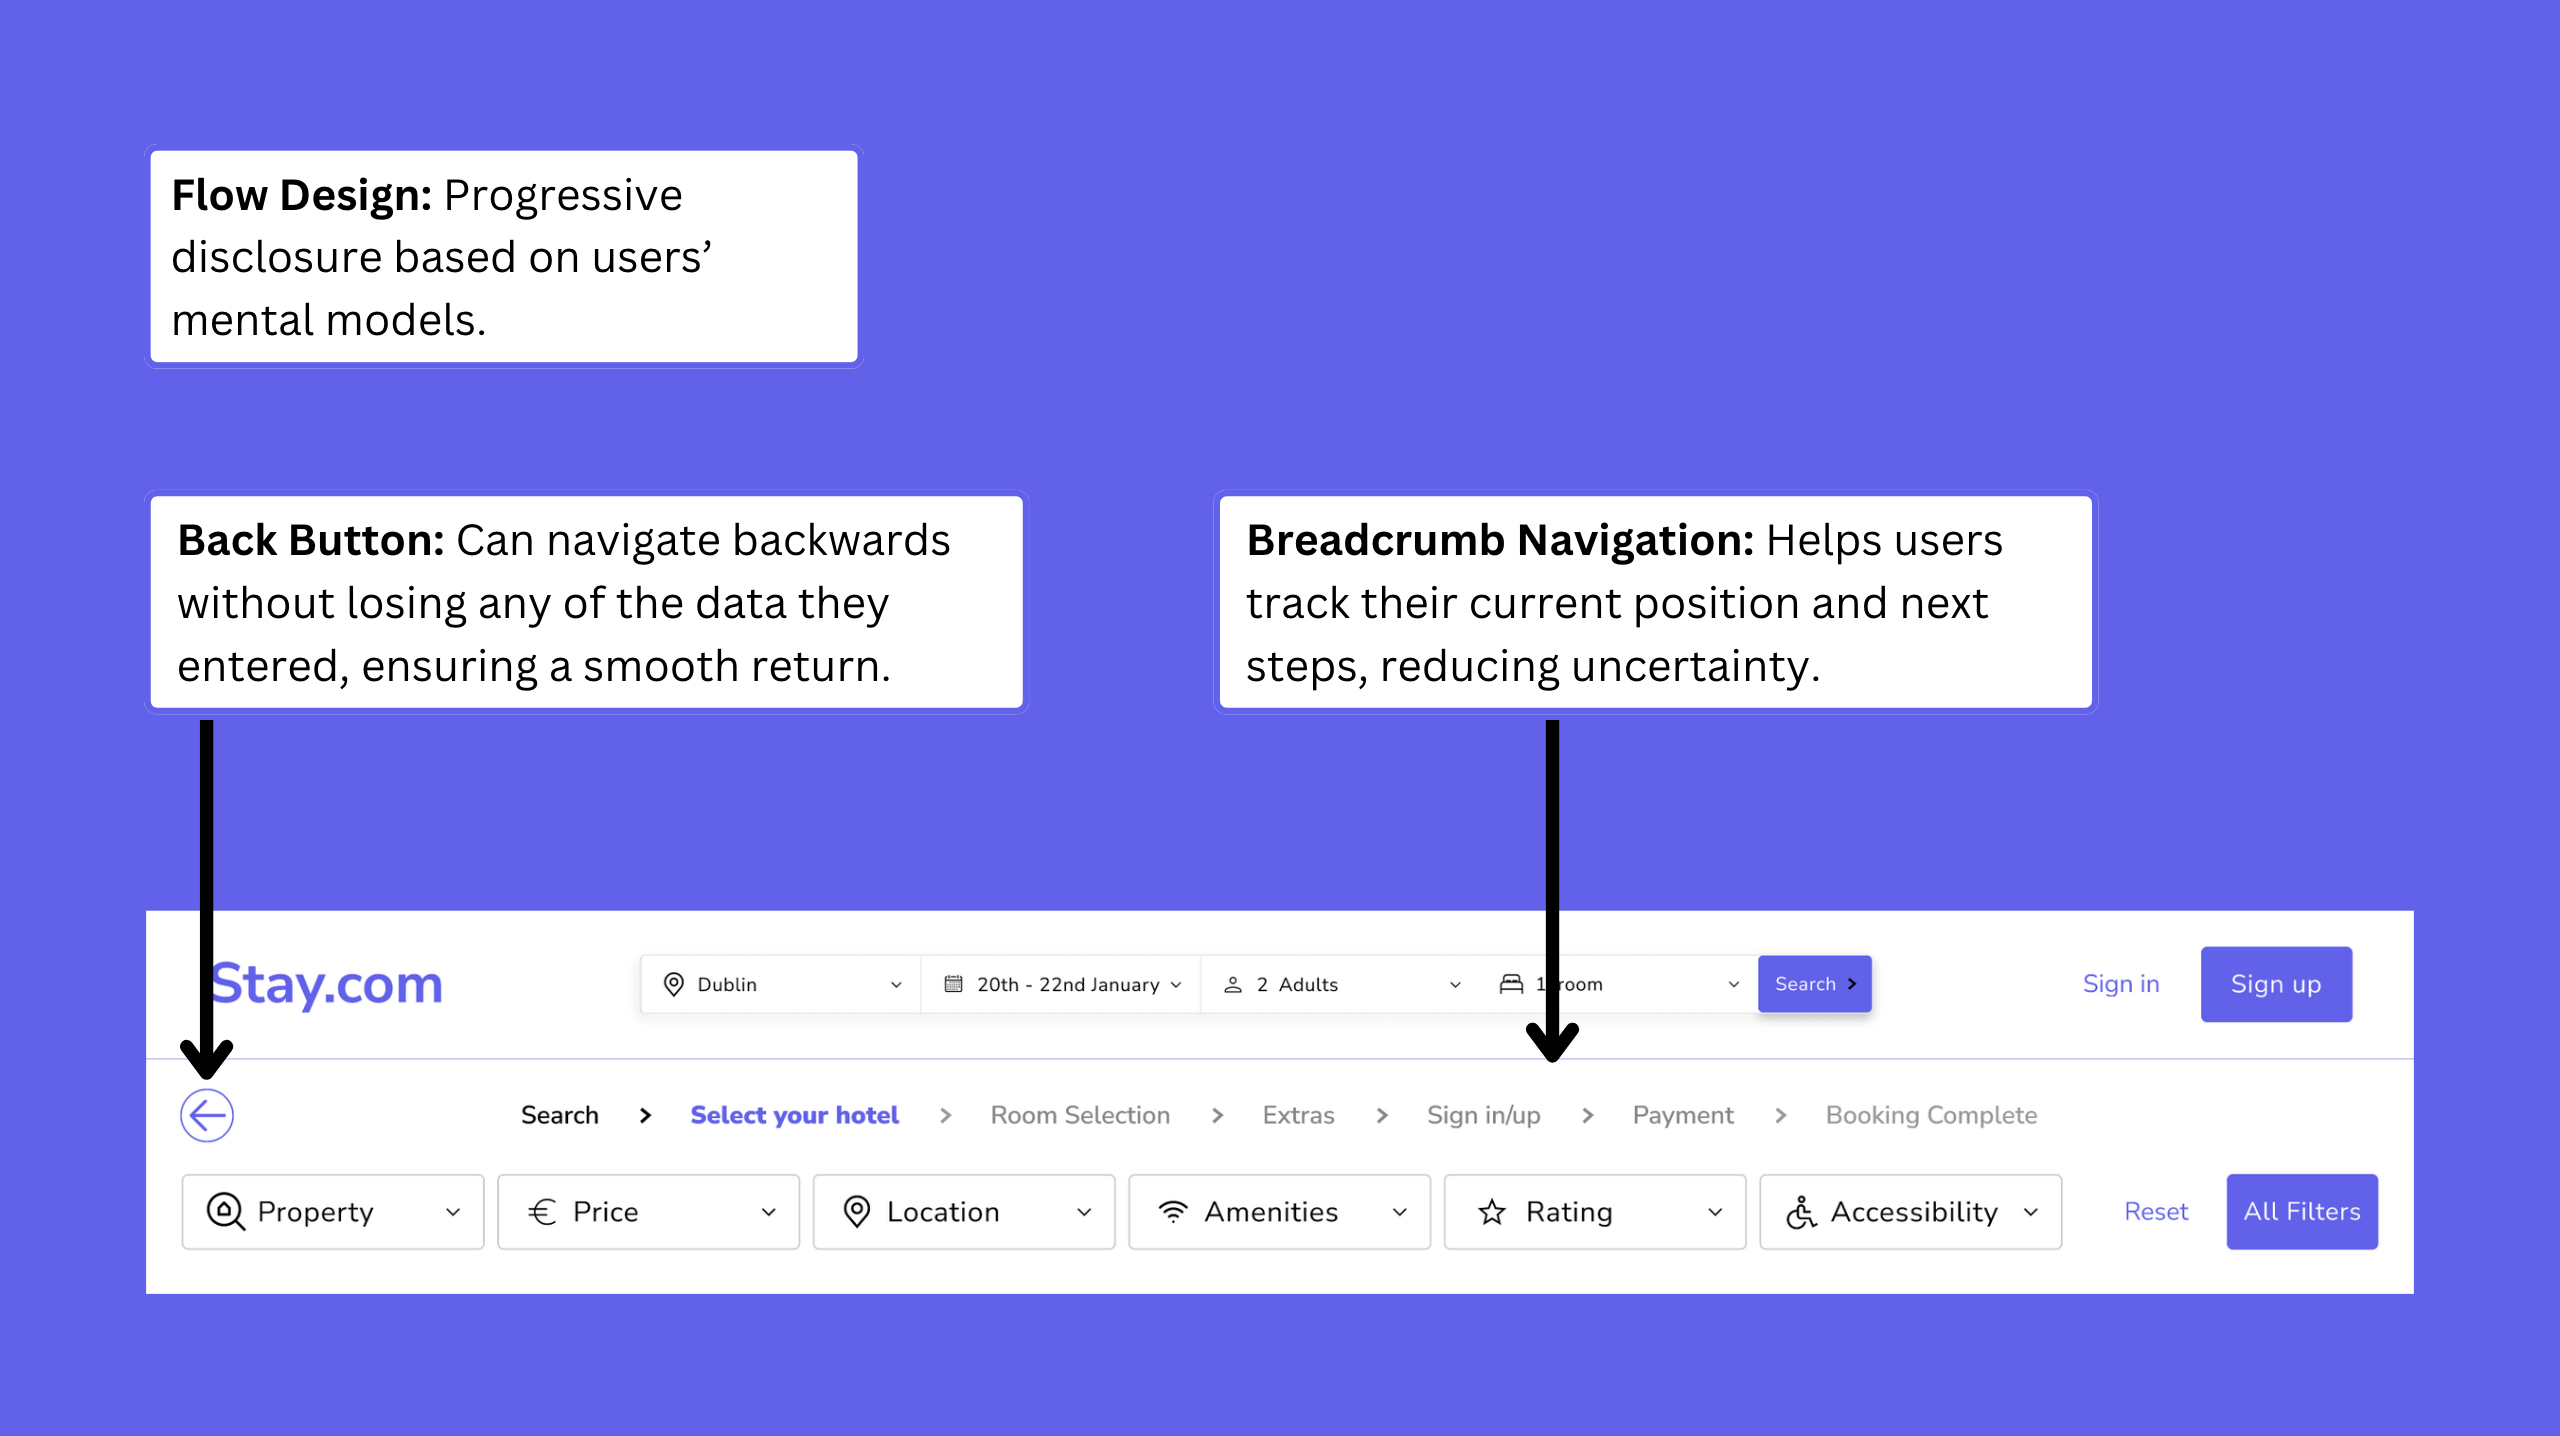 Flow Design: Progressive
disclosure based on users’
mental models.
Back Button: Can navigate backwards
without losing any of the data they
entered, ensuring a smooth return.
Breadcrumb Navigation: Helps users
track their current position and next
steps, reducing uncertainty.
Stay.com
Dublin
20th - 22nd January
2 Adults
1 room
Search >
Sign in
Sign up
Search > Select your hotel > Room Selection > Extras > Sign in/up > Payment > Booking Complete
Property
€ Price
Location
Amenities
Rating
Accessibility
Reset
All Filters